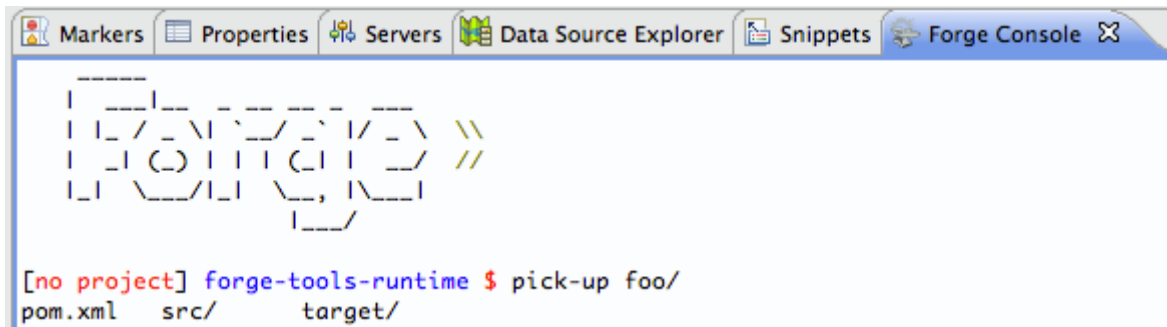 Markers Properties Servers Data Source Explorer Snippets Forge Console
Forge
[no project] forge-tools-runtime $ pick-up foo/
pom.xml src/ target/